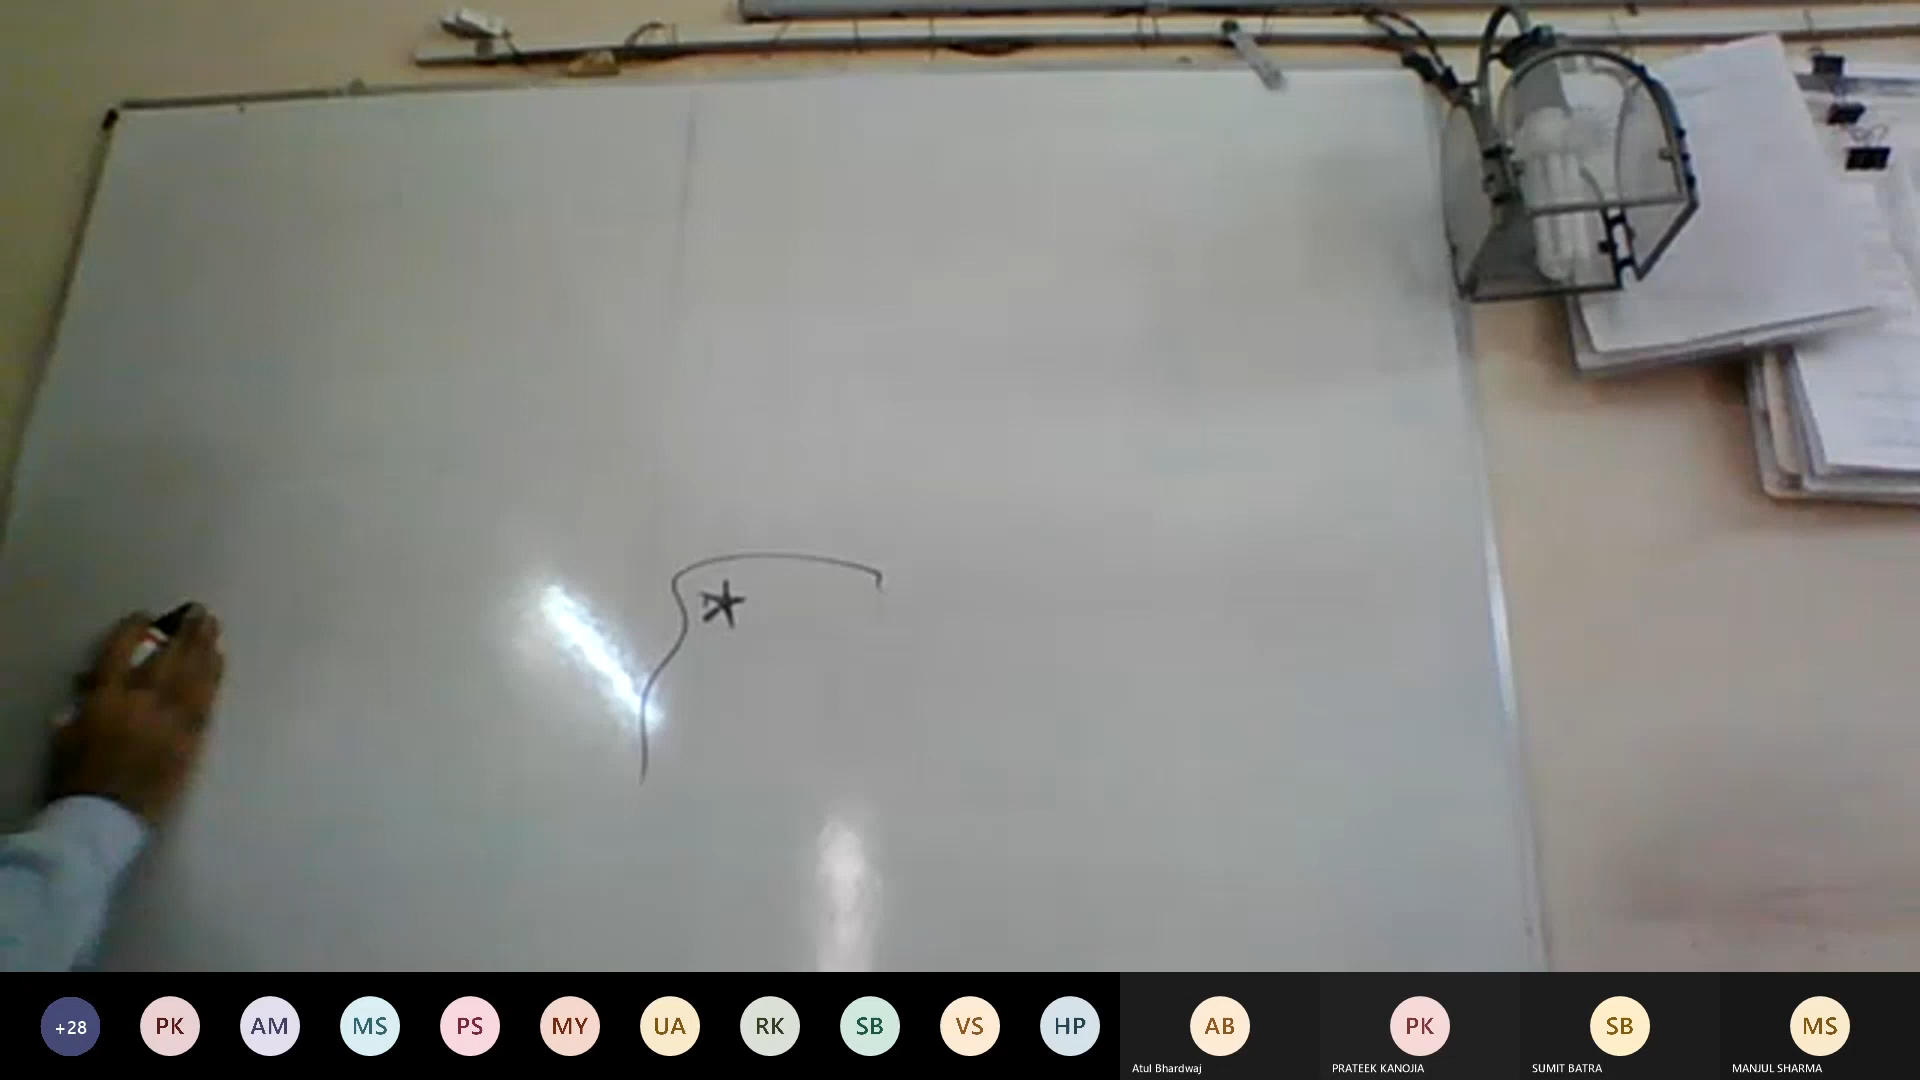 *
+28 PK AM MS PS MY UA RK SB VS HP AB PK SB MS
Atul Bhardwaj PRATEEK KANOJIA SUMIT BATRA MANJUL SHARMA